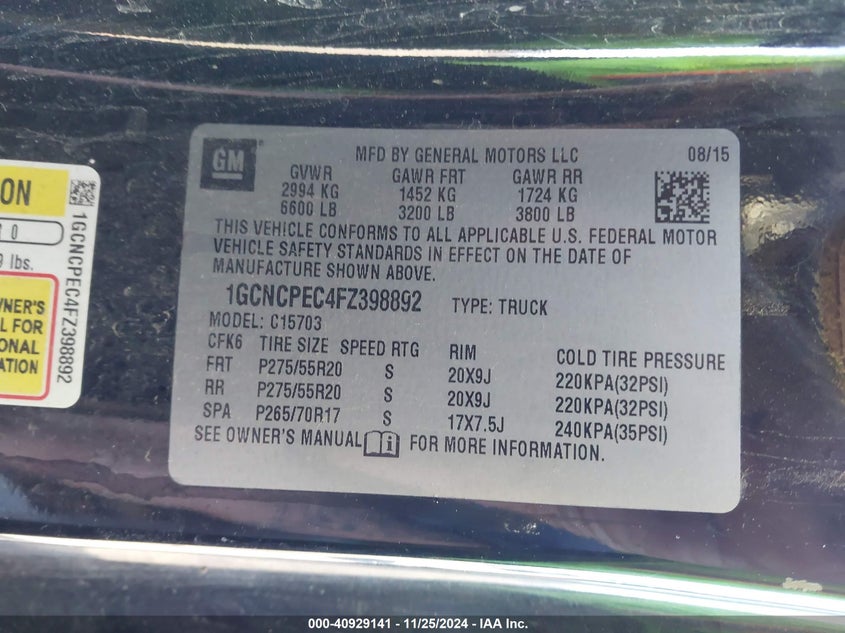 GM
MFD BY GENERAL MOTORS LLC 08/15
GVWR GAWR FRT GAWR RR
2994 KG 1452 KG 1724 KG
6600 LB 3200 LB 3800 LB
THIS VEHICLE CONFORMS TO ALL APPLICABLE U.S. FEDERAL MOTOR
VEHICLE SAFETY STANDARDS IN EFFECT ON THE DATE OF
MANUFACTURE SHOWN ABOVE.
1GCNCPEC4FZ398892 TYPE: TRUCK
MODEL: C15703
CFK6 TIRE SIZE SPEED RTG RIM COLD TIRE PRESSURE
FRT P275/55R20 S 20X9J 220KPA(32PSI)
RR P275/55R20 S 20X9J 220KPA(32PSI)
SPA P265/70R17 S 17X7.5J 240KPA(35PSI)
SEE OWNER'S MANUAL FOR MORE INFORMATION.
lbs.
OWNER'S
FOR
1GCNCPEC4FZ398892
000-40929141 - 11/25/2024 - IAA Inc.